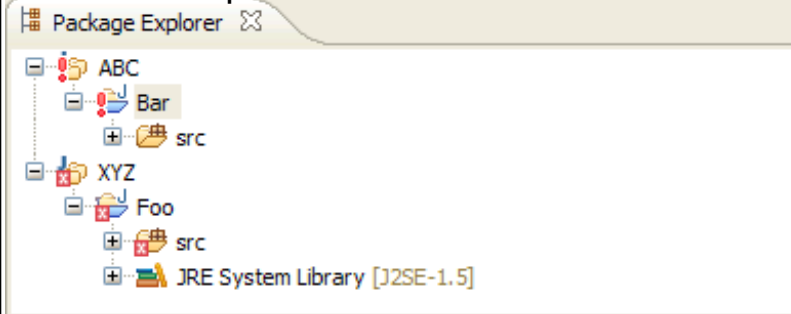 Package Explorer
ABC
Bar
src
XYZ
Foo
src
JRE System Library [J2SE-1.5]